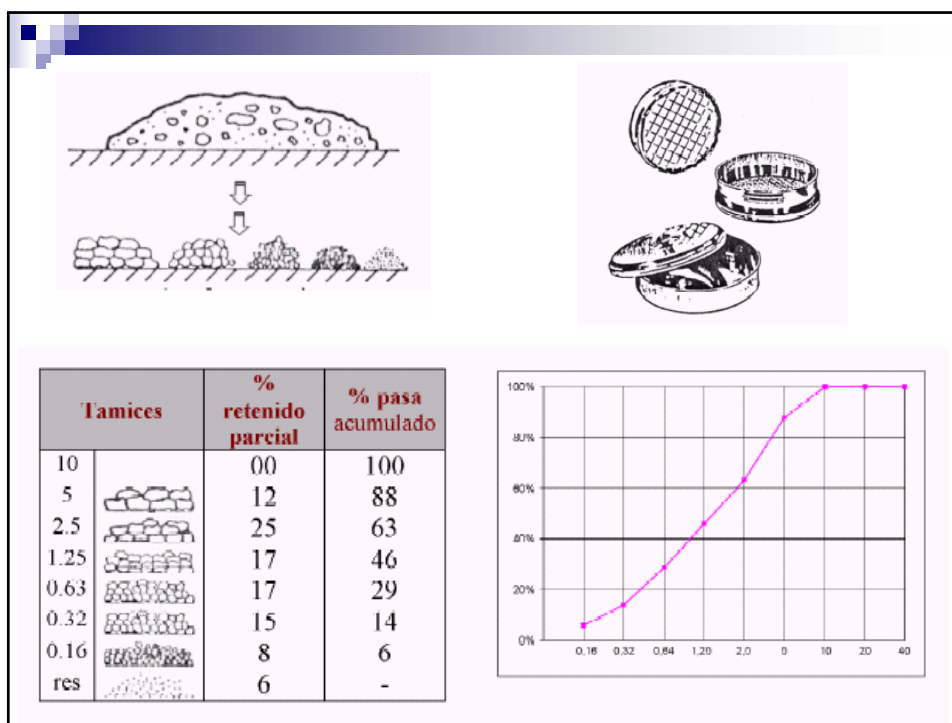 Tamices
%
retenido
parcial
% pasa
acumulado
10 00 100
5 12 88
2.5 25 63
1.25 17 46
0.63 17 29
0.32 15 14
0.16 8 6
res 6 -
100%
80%
60%
40%
20%
0%
0,16 0,32 0,64 1,20 2,0 10 20 40